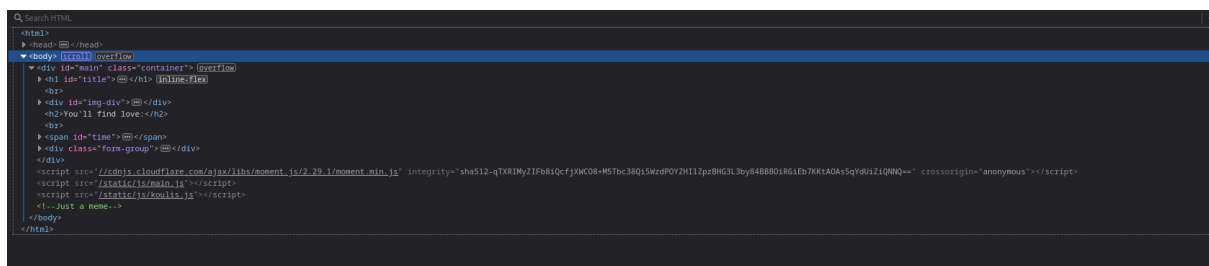 Search HTML
<html>
<head> ••• </head>
<body> scroll overflow
<div id="main" class="container"> overflow
<h1 id="title"> ••• </h1> inline-flex
<br>
<div id="img-div"> ••• </div>
<h2>You'll find love:</h2>
<br>
<span id="time"> ••• </span>
<div class="form-group"> ••• </div>
</div>
<script src="//cdnjs.cloudflare.com/ajax/libs/moment.js/2.29.1/moment.min.js" integrity="sha512-qTXRIMyZIFb8iQcfjXWCO8+M5Tbc38Qi5WzdPOYZHIlZpzBHG3L3by84BBBOiRGiEb7KKtAOAs5qYdUiZiQNNQ==" crossorigin="anonymous"></script>
<script src="/static/js/main.js"></script>
<script src="/static/js/koulis.js"></script>
<!--Just a meme-->
</body>
</html>